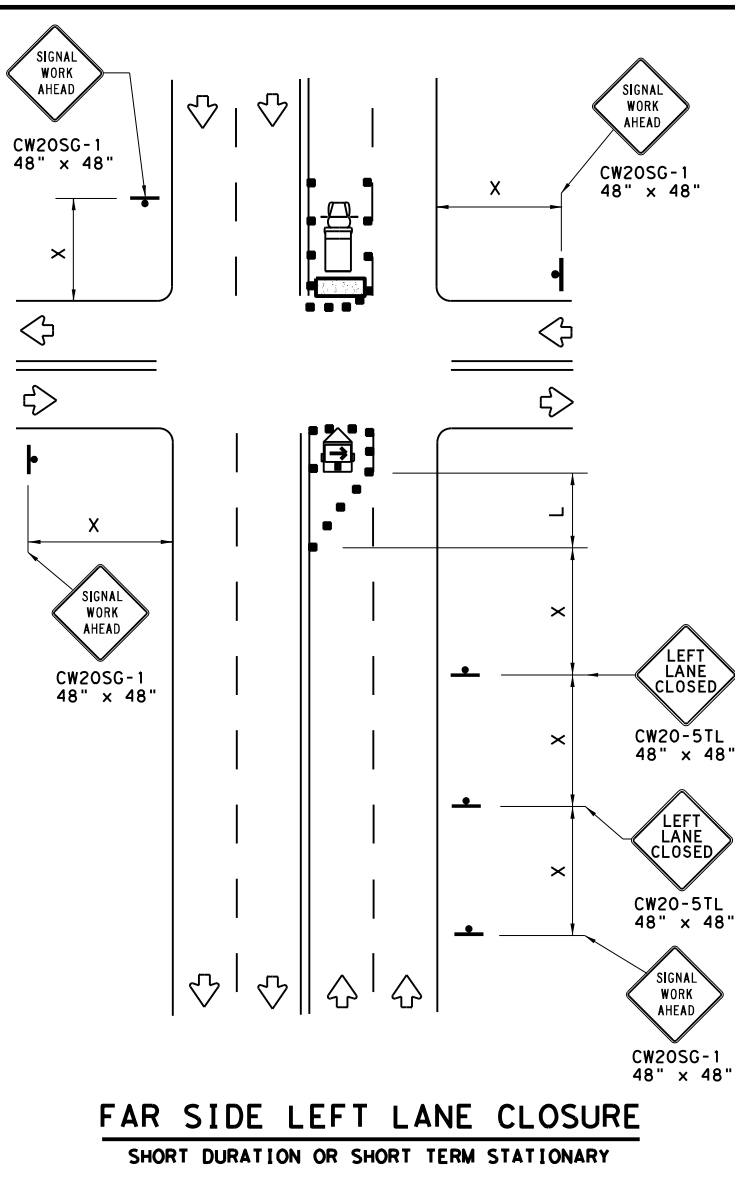 SIGNAL
WORK
AHEAD
CW20SG-1
48" x 48"
X
SIGNAL
WORK
AHEAD
CW20SG-1
48" x 48"
X
X
SIGNAL
WORK
AHEAD
CW20SG-1
48" x 48"
L
X
LEFT
LANE
CLOSED
CW20-5TL
48" x 48"
X
LEFT
LANE
CLOSED
CW20-5TL
48" x 48"
X
SIGNAL
WORK
AHEAD
CW20SG-1
48" x 48"
FAR SIDE LEFT LANE CLOSURE
SHORT DURATION OR SHORT TERM STATIONARY